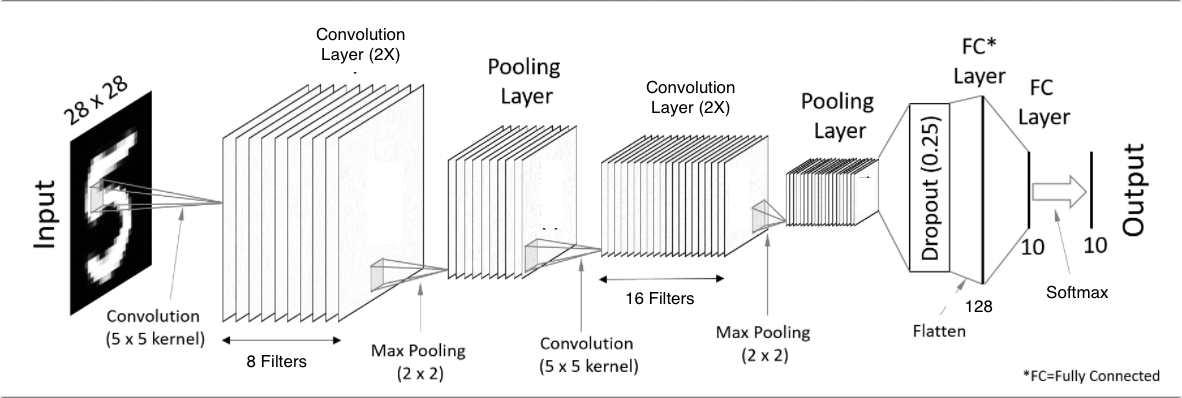 Input
28 x 28
Convolution
(5 x 5 kernel)
Convolution
Layer (2X)
8 Filters
Max Pooling
(2 x 2)
Pooling
Layer
Convolution
(5 x 5 kernel)
Convolution
Layer (2X)
16 Filters
Max Pooling
(2 x 2)
Pooling
Layer
Dropout (0.25)
Flatten
FC*
Layer
128
FC
Layer
10
Softmax
10
Output
*FC=Fully Connected